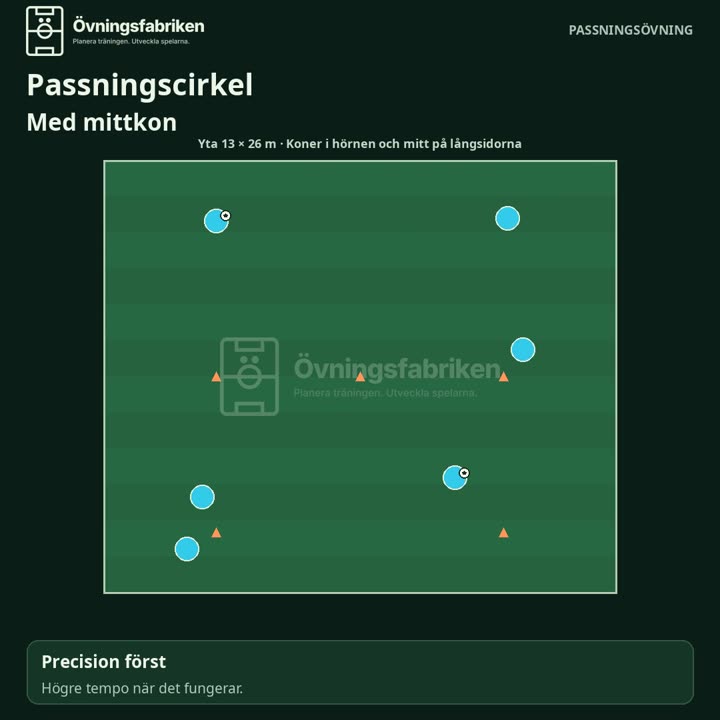 Övningsfabriken
Planera träningen. Utveckla spelarna.
PASSNINGSÖVNING
Passningscirkel
Med mittkon
Yta 13 × 26 m · Koner i hörnen och mitt på långsidorna
Övningsfabriken
Planera träningen. Utveckla spelarna.
Precision först
Högre tempo när det fungerar.